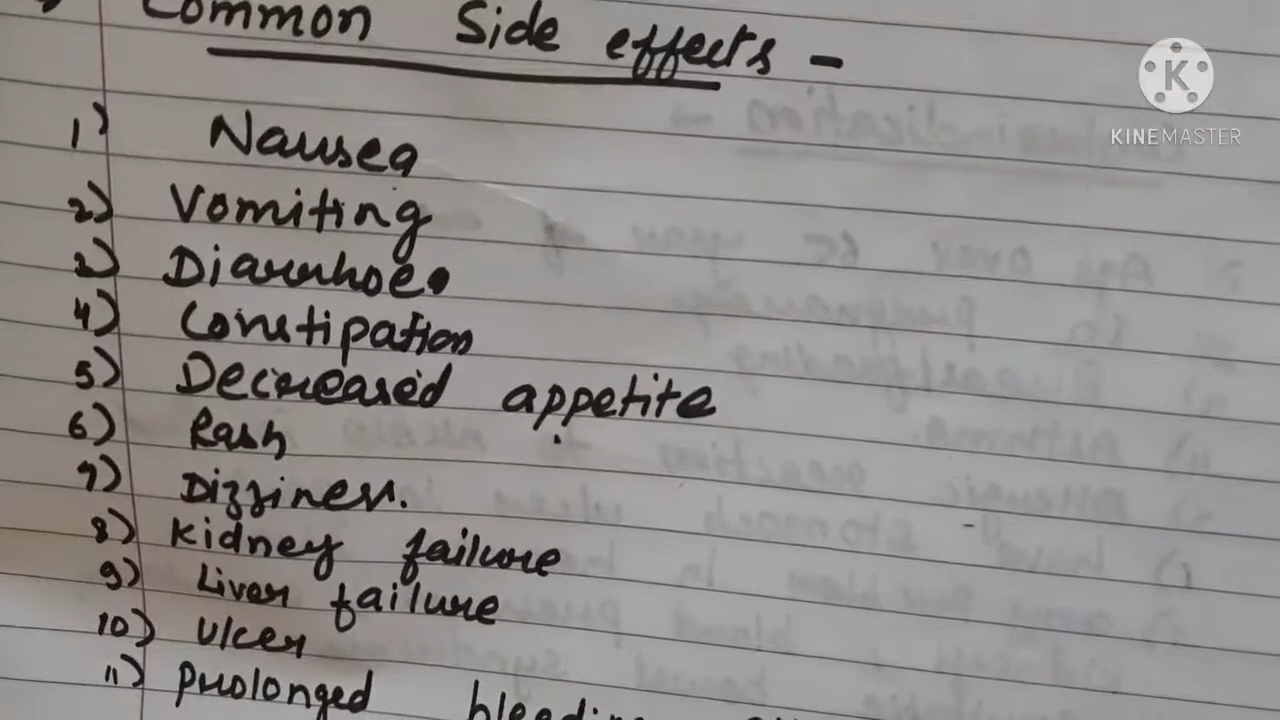 Common Side effects -
1) Nausea
2) Vomiting
3) Diarrhoea
4) Constipation
5) Decreased appetite
6) Rash
7) Dizziness.
8) Kidney failure
9) Liver failure
10) Ulcer
11) Prolonged bleeding
KINEMASTER